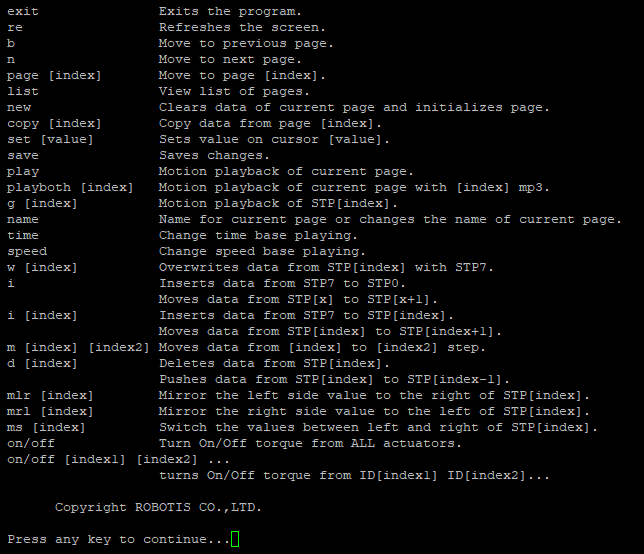 exit               Exits the program.
re                 Refreshes the screen.
b                  Move to previous page.
n                  Move to next page.
page [index]       Move to page [index].
list               View list of pages.
new                Clears data of current page and initializes page.
copy [index]       Copy data from page [index].
set [value]        Sets value on cursor [value].
save               Saves changes.
play               Motion playback of current page.
playboth [index]   Motion playback of current page with [index] mp3.
g [index]          Motion playback of STP[index].
name               Name for current page or changes the name of current page.
time               Change time base playing.
speed              Change speed base playing.
w [index]          Overwrites data from STP[index] with STP7.
i                  Inserts data from STP7 to STP0.
                   Moves data from STP[x] to STP[x+1].
i [index]          Inserts data from STP7 to STP[index].
                   Moves data from STP[index] to STP[index+1].
m [index] [index2] Moves data from [index] to [index2] step.
d [index]          Deletes data from STP[index].
                   Pushes data from STP[index] to STP[index-1].
mlr [index]        Mirror the left side value to the right of STP[index].
mrl [index]        Mirror the right side value to the left of STP[index].
ms [index]         Switch the values between left and right of STP[index].
on/off             Turn On/Off torque from ALL actuators.
on/off [index1] [index2] ...
                   turns On/Off torque from ID[index1] ID[index2]...
      Copyright ROBOTIS CO.,LTD.
Press any key to continue...